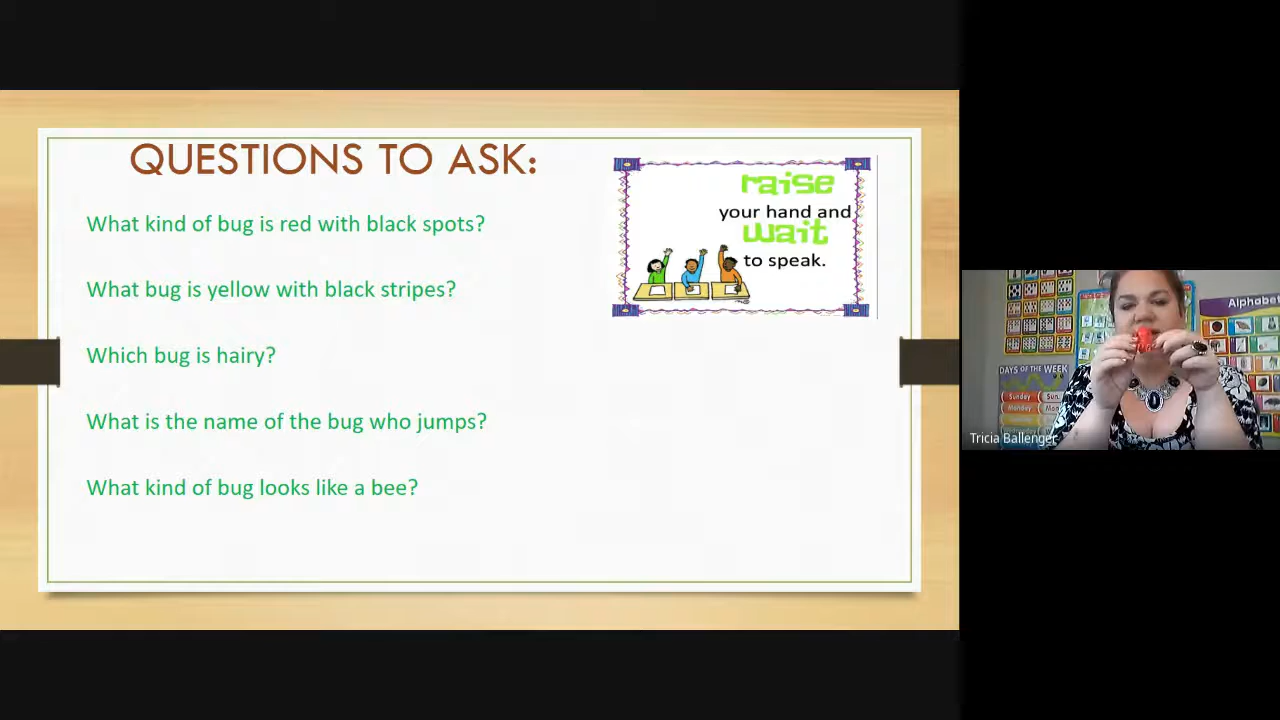 QUESTIONS TO ASK:
What kind of bug is red with black spots?
What bug is yellow with black stripes?
Which bug is hairy?
What is the name of the bug who jumps?
What kind of bug looks like a bee?
raise
your hand and
wait
to speak.
Alphabet
DAYS OF THE WEEK
Sunday Sun.
Monday Mon
Tricia Ballenger